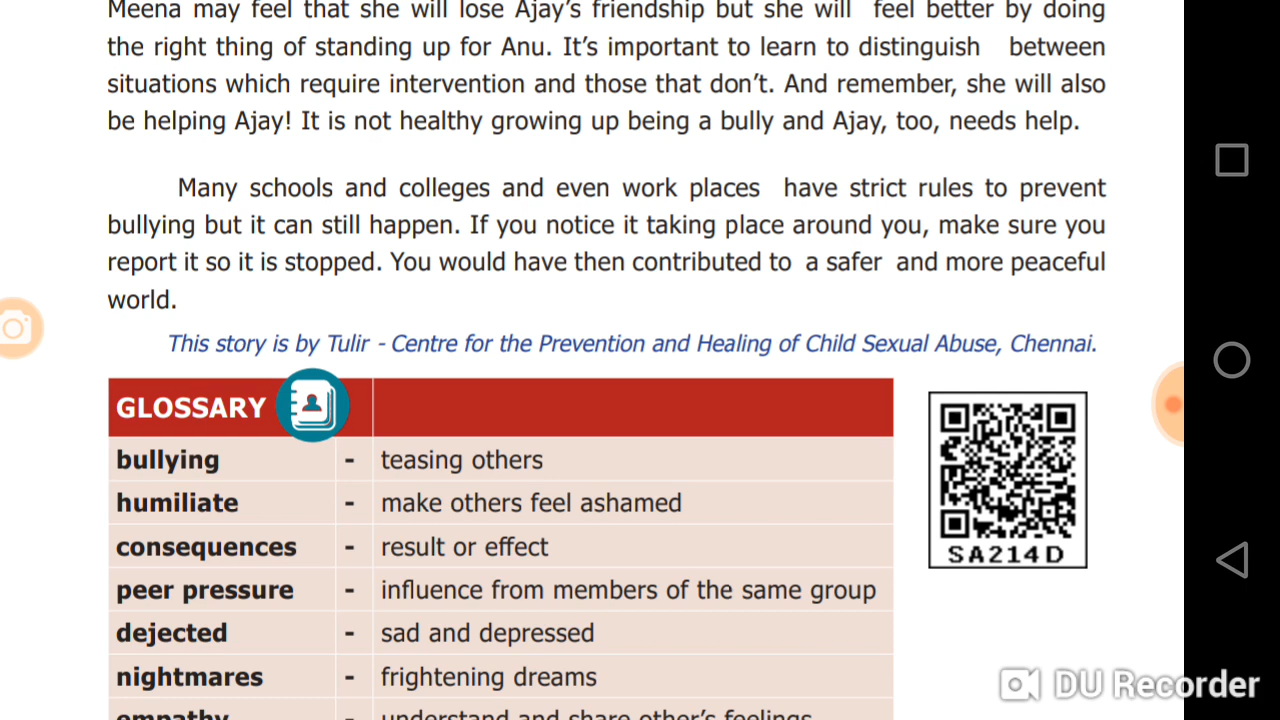 Meena may feel that she will lose Ajay's friendship but she will feel better by doing
the right thing of standing up for Anu. It's important to learn to distinguish between
situations which require intervention and those that don't. And remember, she will also
be helping Ajay! It is not healthy growing up being a bully and Ajay, too, needs help.
Many schools and colleges and even work places have strict rules to prevent
bullying but it can still happen. If you notice it taking place around you, make sure you
report it so it is stopped. You would have then contributed to a safer and more peaceful
world.
This story is by Tulir - Centre for the Prevention and Healing of Child Sexual Abuse, Chennai.
GLOSSARY
bullying - teasing others
humiliate - make others feel ashamed
consequences - result or effect
peer pressure - influence from members of the same group
dejected - sad and depressed
nightmares - frightening dreams
empathy - understand and share other's feelings
SA214D
DU Recorder